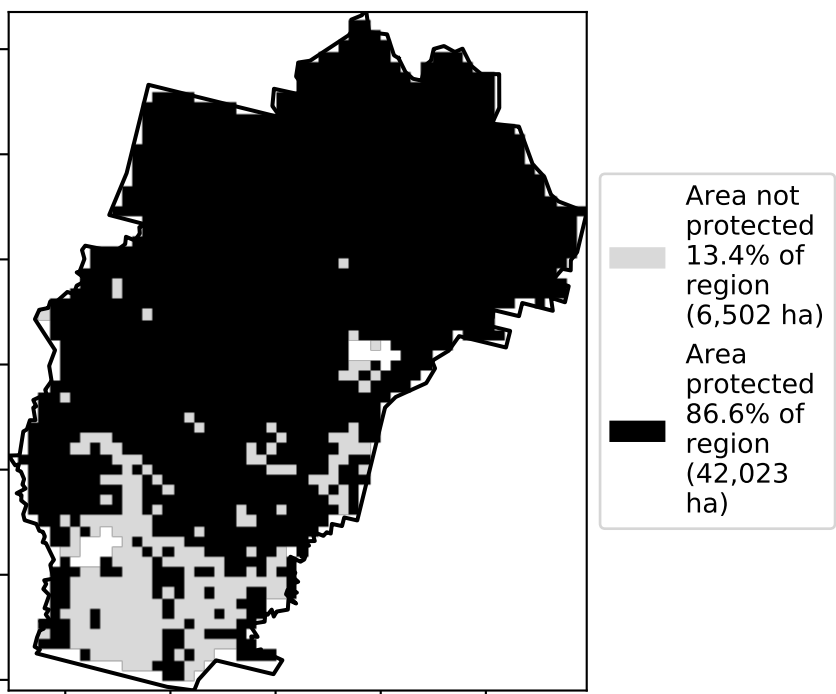 Area not
protected
13.4% of
region
(6,502 ha)
Area
protected
86.6% of
region
(42,023
ha)